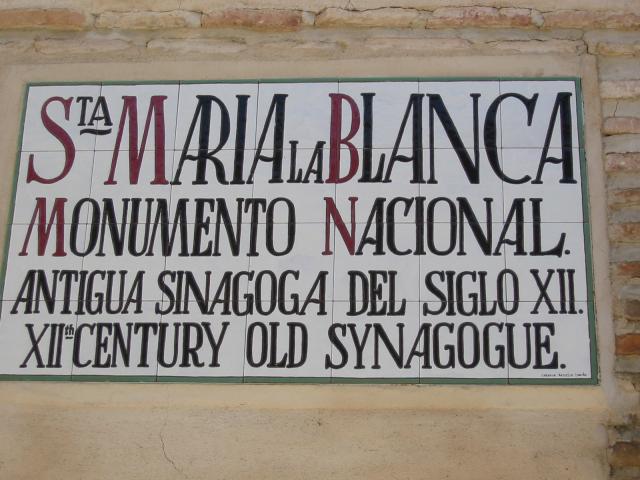 STA MARIA LA BLANCA
MONUMENTO NACIONAL.
ANTIGUA SINAGOGA DEL SIGLO XII.
XIIth CENTURY OLD SYNAGOGUE.